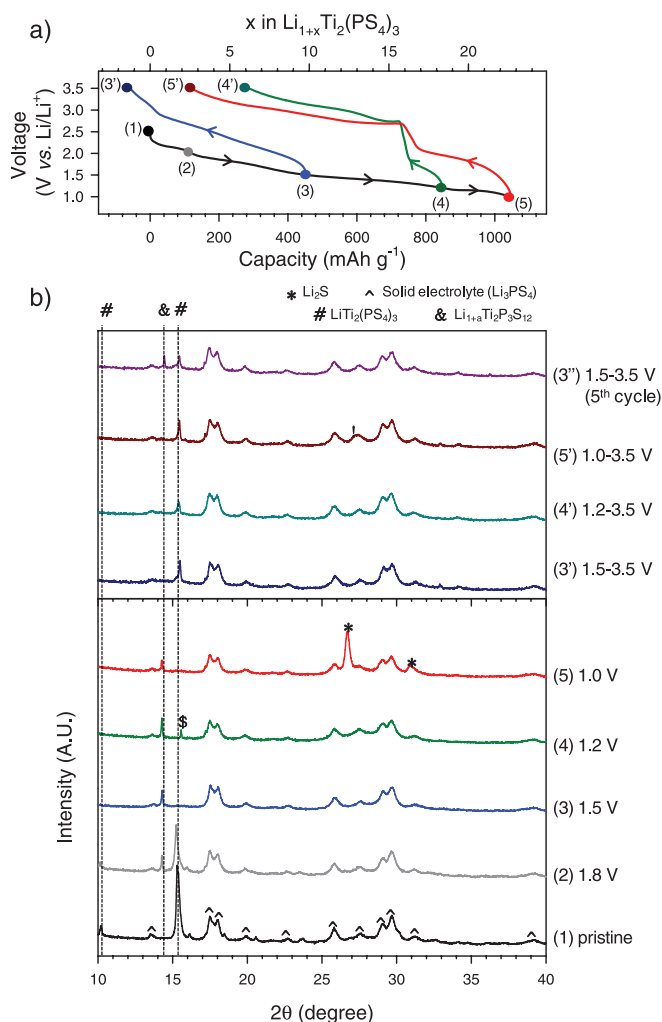 a)
x in Li₁₊ₓTi₂(PS₄)₃
0 5 10 15 20
Voltage
(V vs. Li/Li⁺)
3.5
3.0
2.5
2.0
1.5
1.0
(3') (5') (4')
(1)
(2)
(3)
(4)
(5)
0 200 400 600 800 1000
Capacity (mAh g⁻¹)
b)
* Li₂S ^ Solid electrolyte (Li₃PS₄)
# LiTi₂(PS₄)₃ & Li₁₊ₐTi₂P₃S₁₂
# & #
(3'') 1.5-3.5 V
(5th cycle)
'
(5') 1.0-3.5 V
(4') 1.2-3.5 V
(3') 1.5-3.5 V
* *
(5) 1.0 V
$
(4) 1.2 V
(3) 1.5 V
(2) 1.8 V
^ ^ ^ ^ ^ ^ ^ ^ ^ ^ ^
(1) pristine
Intensity (A.U.)
10 15 20 25 30 35 40
2θ (degree)